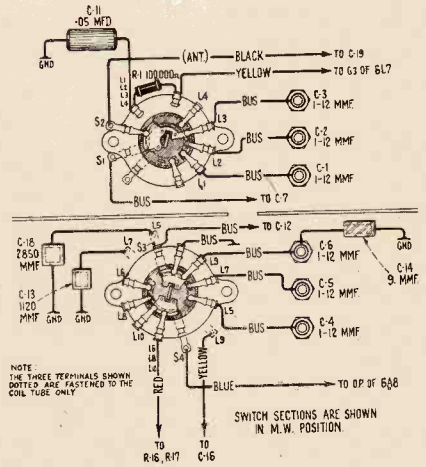 C-11
.05 MFD
GND
(ANT.)
BLACK
TO C-19
YELLOW
TO G3 OF 6L7
R-1 100,000ω
L1
L2
L3
L4
L4
BUS
C-3
1-12 MMF.
S2
L3
BUS
C-2
1-12 MMF
S1
L2
BUS
C-1
1-12 MMF
L1
BUS
TO C-7
L5
TO C-12
C-18
2850
MMF
L7
S3
BUS
BUS
C-6
1-12 MMF
GND
L9
C-14
9. MMF
C-13
1120
MMF
L6
L7
BUS
C-5
1-12 MMF
GND
GND
L8
L5
BUS
C-4
1-12 MMF
L10
L6
L8
S4
L9
NOTE:
THE THREE TERMINALS SHOWN
DOTTED ARE FASTENED TO THE
COIL TUBE ONLY
RED
YELLOW
BLUE
TO O.P. OF 6A8
SWITCH SECTIONS ARE SHOWN
IN M.W. POSITION.
TO
R-16, R-17
TO
C-16